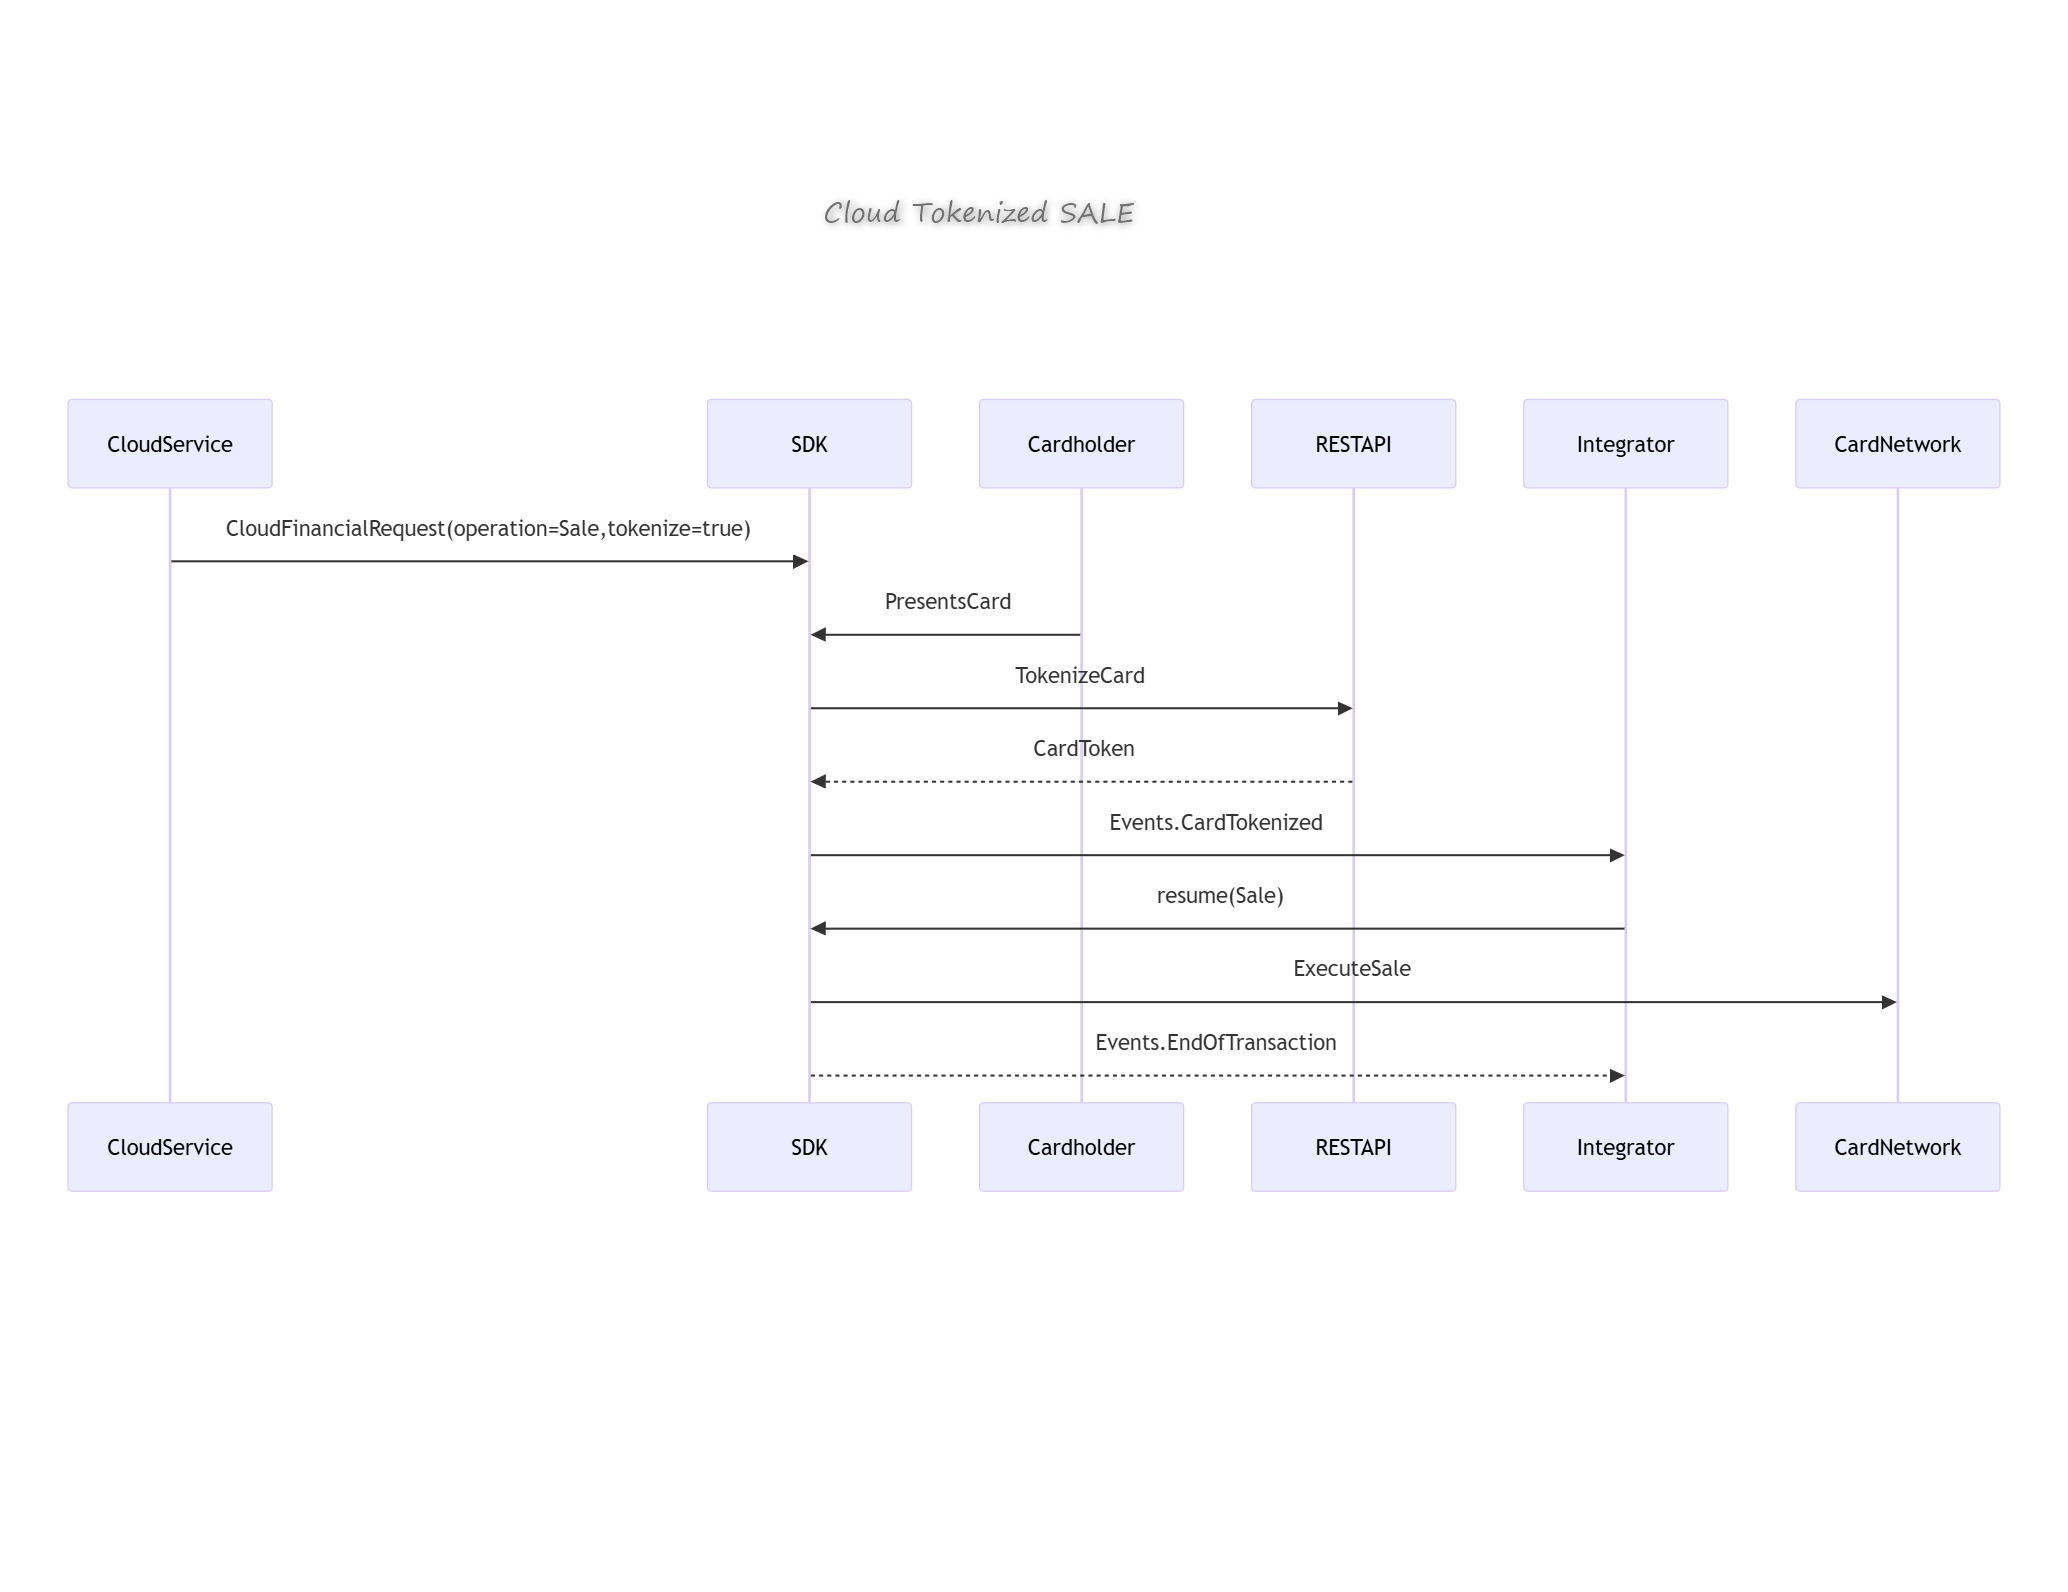 Cloud Tokenized SALE
CloudService
SDK
Cardholder
RESTAPI
Integrator
CardNetwork
CloudFinancialRequest(operation=Sale,tokenize=true)
PresentsCard
TokenizeCard
CardToken
Events.CardTokenized
resume(Sale)
ExecuteSale
Events.EndOfTransaction
CloudService
SDK
Cardholder
RESTAPI
Integrator
CardNetwork